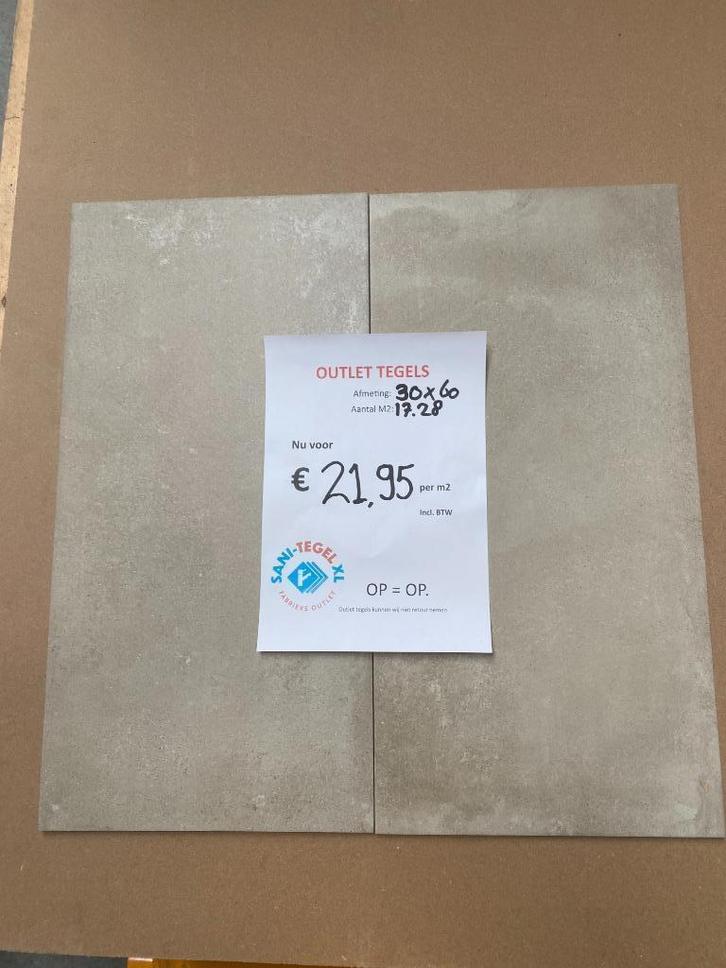 OUTLET TEGELS
Afmeting: 30x60
Aantal M2: 17.28
Nu voor
€ 21,95 per m2
Incl. BTW
SANI-TEGEL XL
FABRIEKS OUTLET
OP = OP.
Outlet tegels kunnen wij niet retour nemen